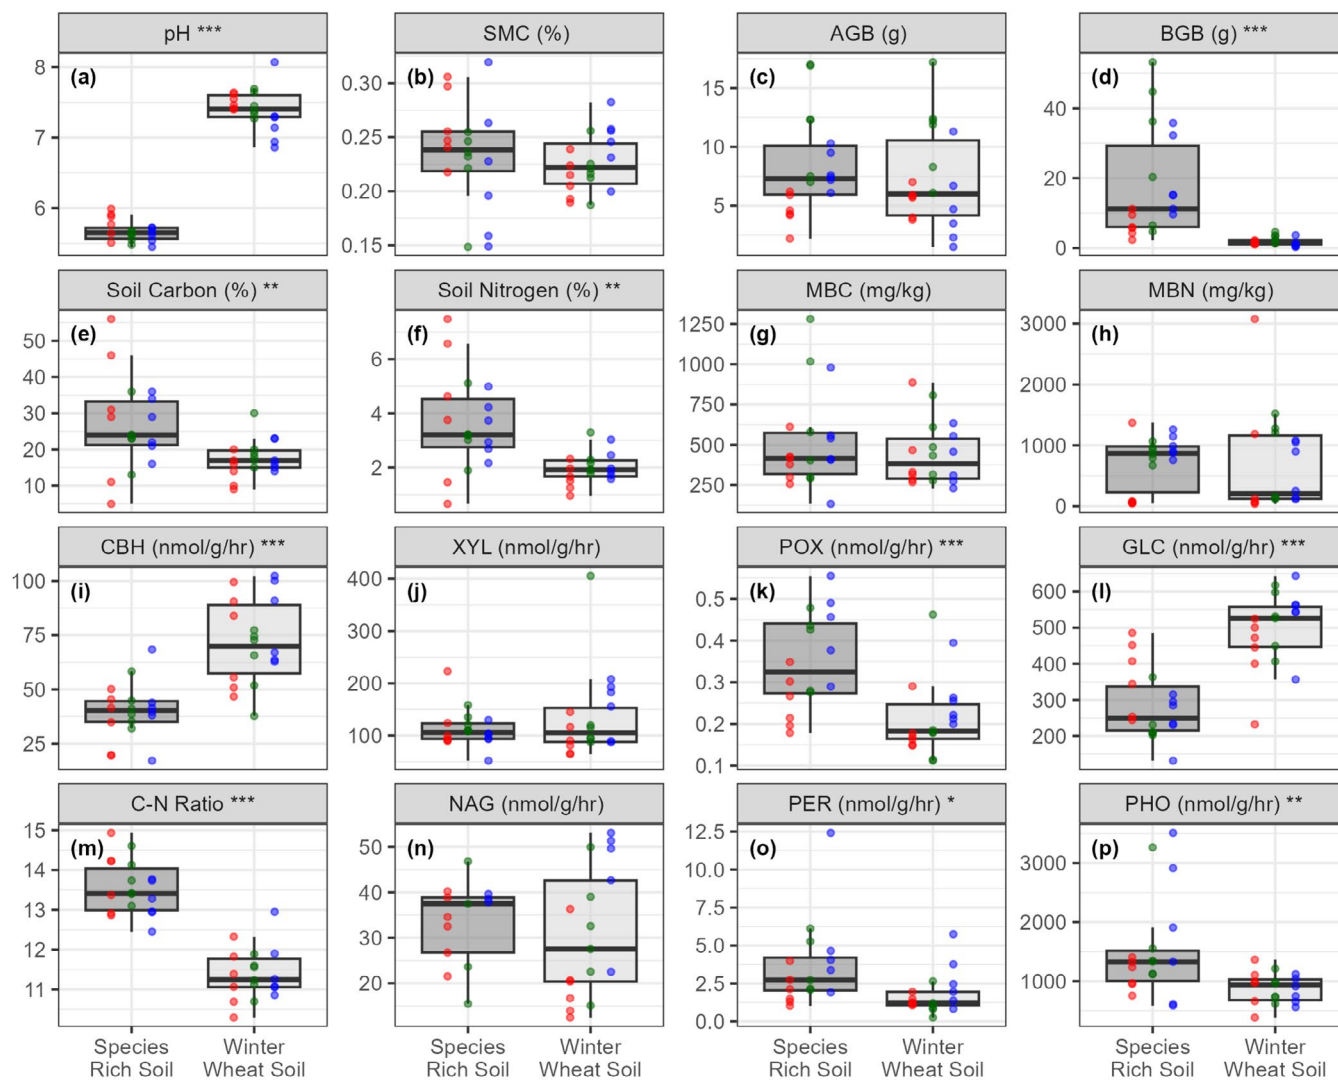 pH ***
SMC (%)
AGB (g)
BGB (g) ***
(a)
(b)
(c)
(d)
8
7
6
0.30
0.25
0.20
0.15
15
10
5
40
20
0
Soil Carbon (%) **
Soil Nitrogen (%) **
MBC (mg/kg)
MBN (mg/kg)
(e)
(f)
(g)
(h)
50
40
30
20
10
6
4
2
1250
1000
750
500
250
3000
2000
1000
0
CBH (nmol/g/hr) ***
XYL (nmol/g/hr)
POX (nmol/g/hr) ***
GLC (nmol/g/hr) ***
(i)
(j)
(k)
(l)
100
75
50
25
400
300
200
100
0.5
0.4
0.3
0.2
0.1
600
500
400
300
200
C-N Ratio ***
NAG (nmol/g/hr)
PER (nmol/g/hr) *
PHO (nmol/g/hr) **
(m)
(n)
(o)
(p)
15
14
13
12
11
50
40
30
20
12.5
10.0
7.5
5.0
2.5
0.0
3000
2000
1000
Species
Rich Soil
Winter
Wheat Soil
Species
Rich Soil
Winter
Wheat Soil
Species
Rich Soil
Winter
Wheat Soil
Species
Rich Soil
Winter
Wheat Soil